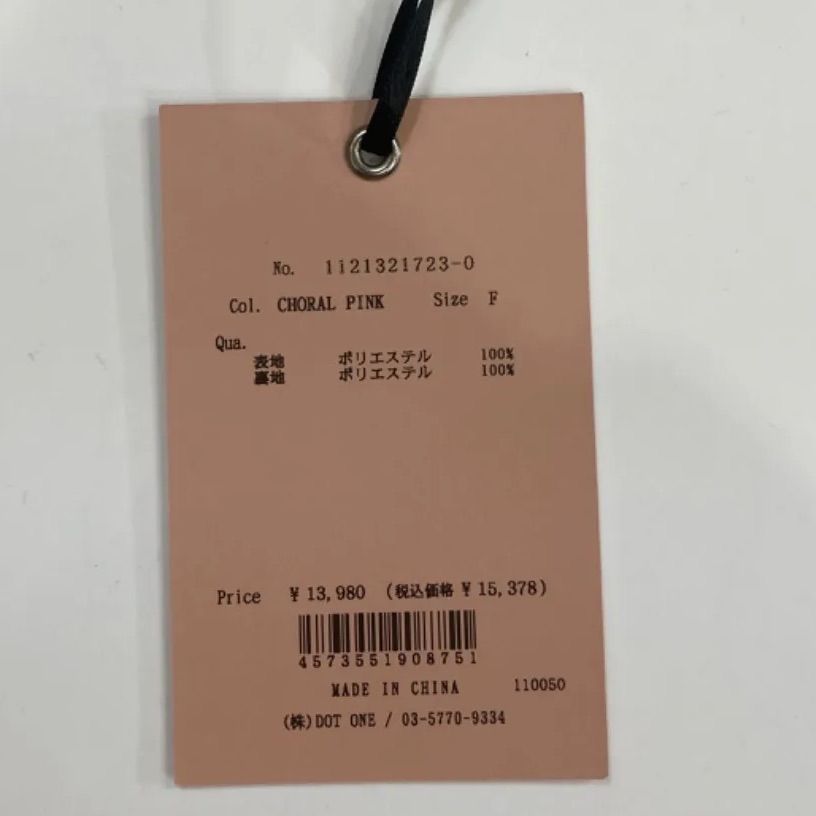 No. 1i21321723-0
Col. CHORAL PINK Size F
Qua.
表地 ポリエステル 100%
裏地 ポリエステル 100%
Price ¥ 13,980 (税込価格 ¥ 15,378)
4573551908751
MADE IN CHINA 110050
(株)DOT ONE / 03-5770-9334